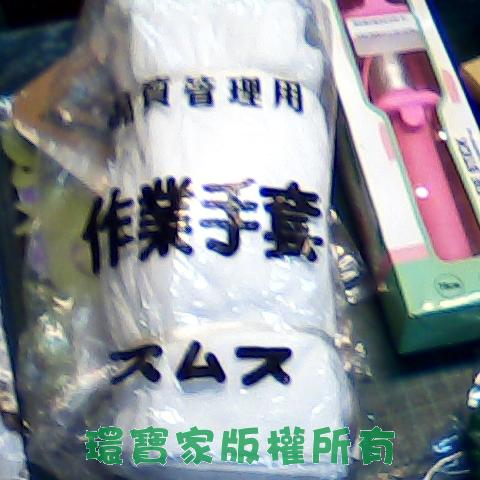 品質管理用
作業手套
スムス
環寶家版權所有